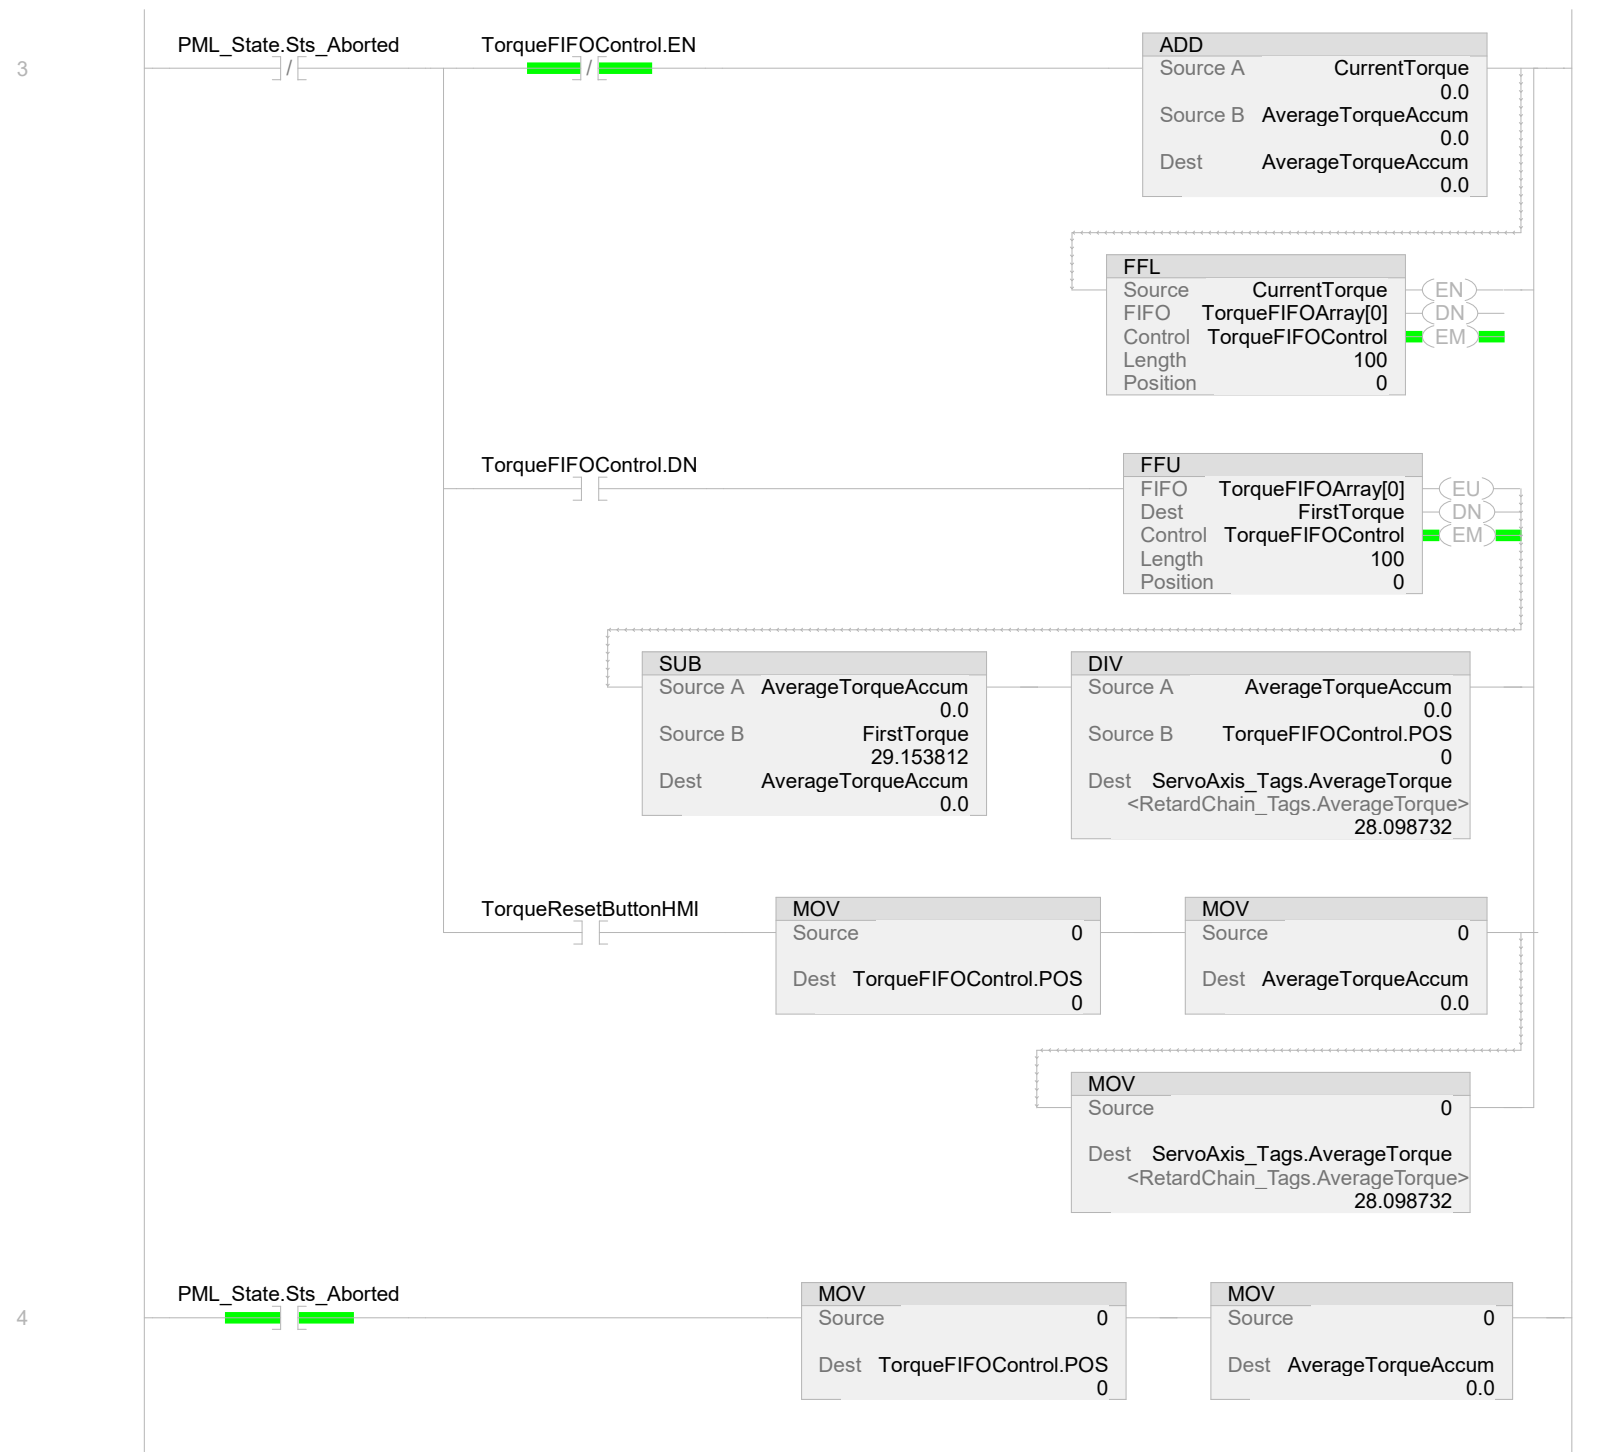 3
PML_State.Sts_Aborted
/
TorqueFIFOControl.EN
/
ADD
Source A CurrentTorque
0.0
Source B AverageTorqueAccum
0.0
Dest AverageTorqueAccum
0.0
FFL
Source CurrentTorque
FIFO TorqueFIFOArray[0]
Control TorqueFIFOControl
Length 100
Position 0
EN
DN
EM
TorqueFIFOControl.DN
FFU
FIFO TorqueFIFOArray[0]
Dest FirstTorque
Control TorqueFIFOControl
Length 100
Position 0
EU
DN
EM
SUB
Source A AverageTorqueAccum
0.0
Source B FirstTorque
29.153812
Dest AverageTorqueAccum
0.0
DIV
Source A AverageTorqueAccum
0.0
Source B TorqueFIFOControl.POS
0
Dest ServoAxis_Tags.AverageTorque
<RetardChain_Tags.AverageTorque>
28.098732
TorqueResetButtonHMI
MOV
Source 0
Dest TorqueFIFOControl.POS
0
MOV
Source 0
Dest AverageTorqueAccum
0.0
MOV
Source 0
Dest ServoAxis_Tags.AverageTorque
<RetardChain_Tags.AverageTorque>
28.098732
4
PML_State.Sts_Aborted
MOV
Source 0
Dest TorqueFIFOControl.POS
0
MOV
Source 0
Dest AverageTorqueAccum
0.0